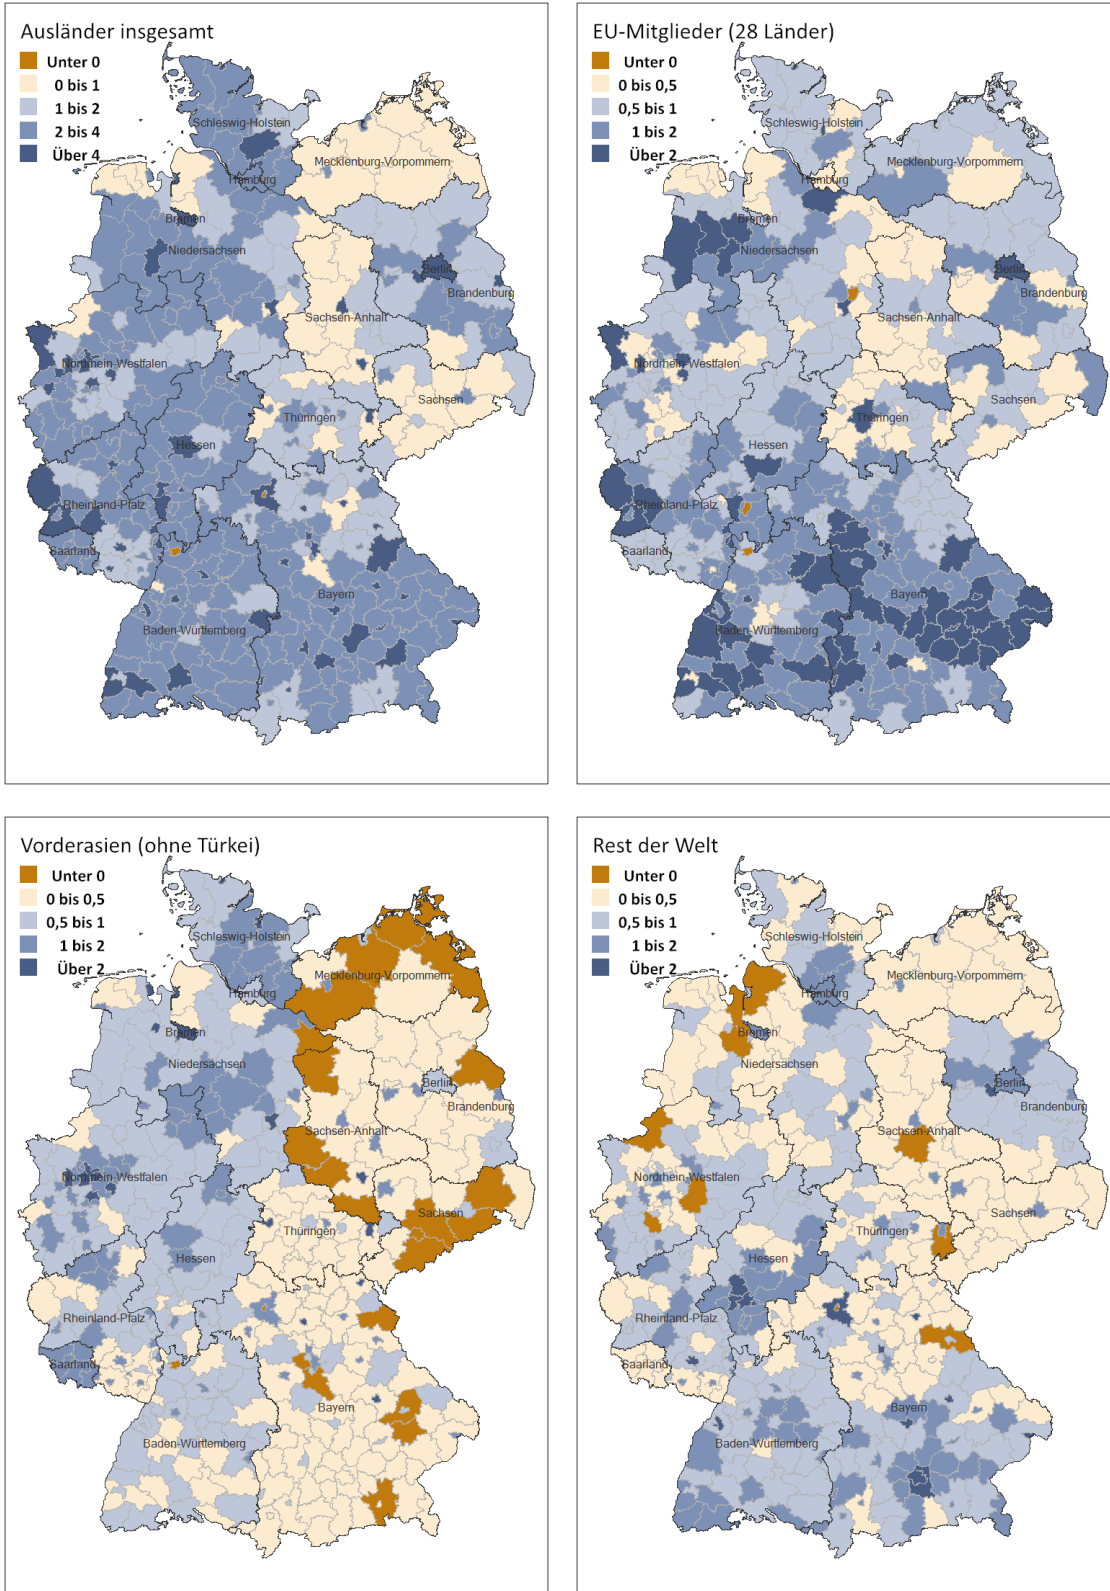 Ausländer insgesamt
Unter 0
0 bis 1
1 bis 2
2 bis 4
Über 4
Schleswig-Holstein
Mecklenburg-Vorpommern
Hamburg
Bremen
Niedersachsen
Berlin
Brandenburg
Sachsen-Anhalt
Nordrhein-Westfalen
Sachsen
Thüringen
Hessen
Rheinland-Pfalz
Saarland
Bayern
Baden-Württemberg
EU-Mitglieder (28 Länder)
Unter 0
0 bis 0,5
0,5 bis 1
1 bis 2
Über 2
Schleswig-Holstein
Mecklenburg-Vorpommern
Hamburg
Bremen
Niedersachsen
Berlin
Brandenburg
Sachsen-Anhalt
Nordrhein-Westfalen
Sachsen
Thüringen
Hessen
Rheinland-Pfalz
Saarland
Bayern
Baden-Württemberg
Vorderasien (ohne Türkei)
Unter 0
0 bis 0,5
0,5 bis 1
1 bis 2
Über 2
Schleswig-Holstein
Mecklenburg-Vorpommern
Hamburg
Bremen
Niedersachsen
Berlin
Brandenburg
Sachsen-Anhalt
Nordrhein-Westfalen
Sachsen
Thüringen
Hessen
Rheinland-Pfalz
Saarland
Bayern
Baden-Württemberg
Rest der Welt
Unter 0
0 bis 0,5
0,5 bis 1
1 bis 2
Über 2
Schleswig-Holstein
Mecklenburg-Vorpommern
Hamburg
Bremen
Niedersachsen
Berlin
Brandenburg
Sachsen-Anhalt
Nordrhein-Westfalen
Sachsen
Thüringen
Hessen
Rheinland-Pfalz
Saarland
Bayern
Baden-Württemberg